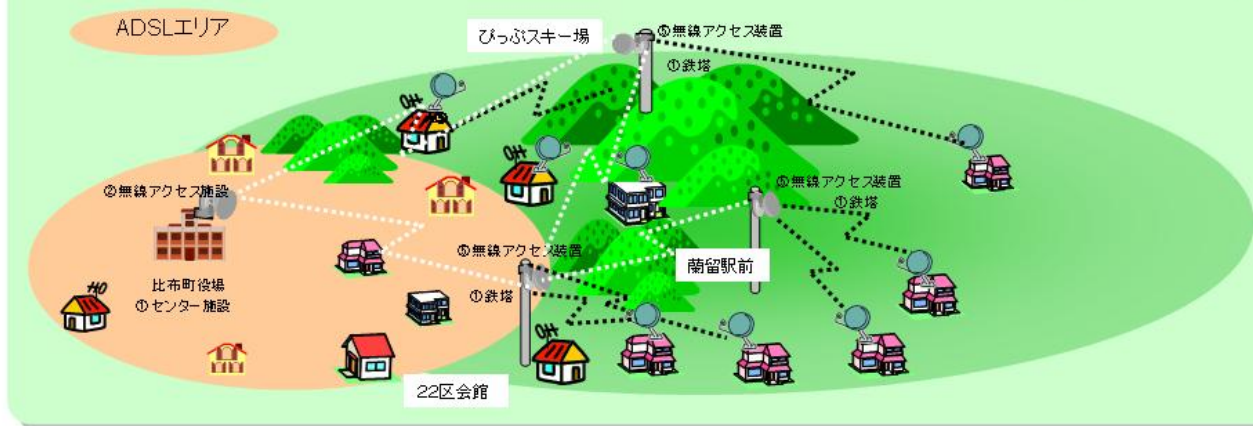 ADSLエリア
ぴっぷスキー場
⑤無線アクセス装置
①鉄塔
②無線アクセス施設
比布町役場
①センター施設
⑤無線アクセス装置
①鉄塔
⑤無線アクセス装置
①鉄塔
蘭留駅前
22区会館